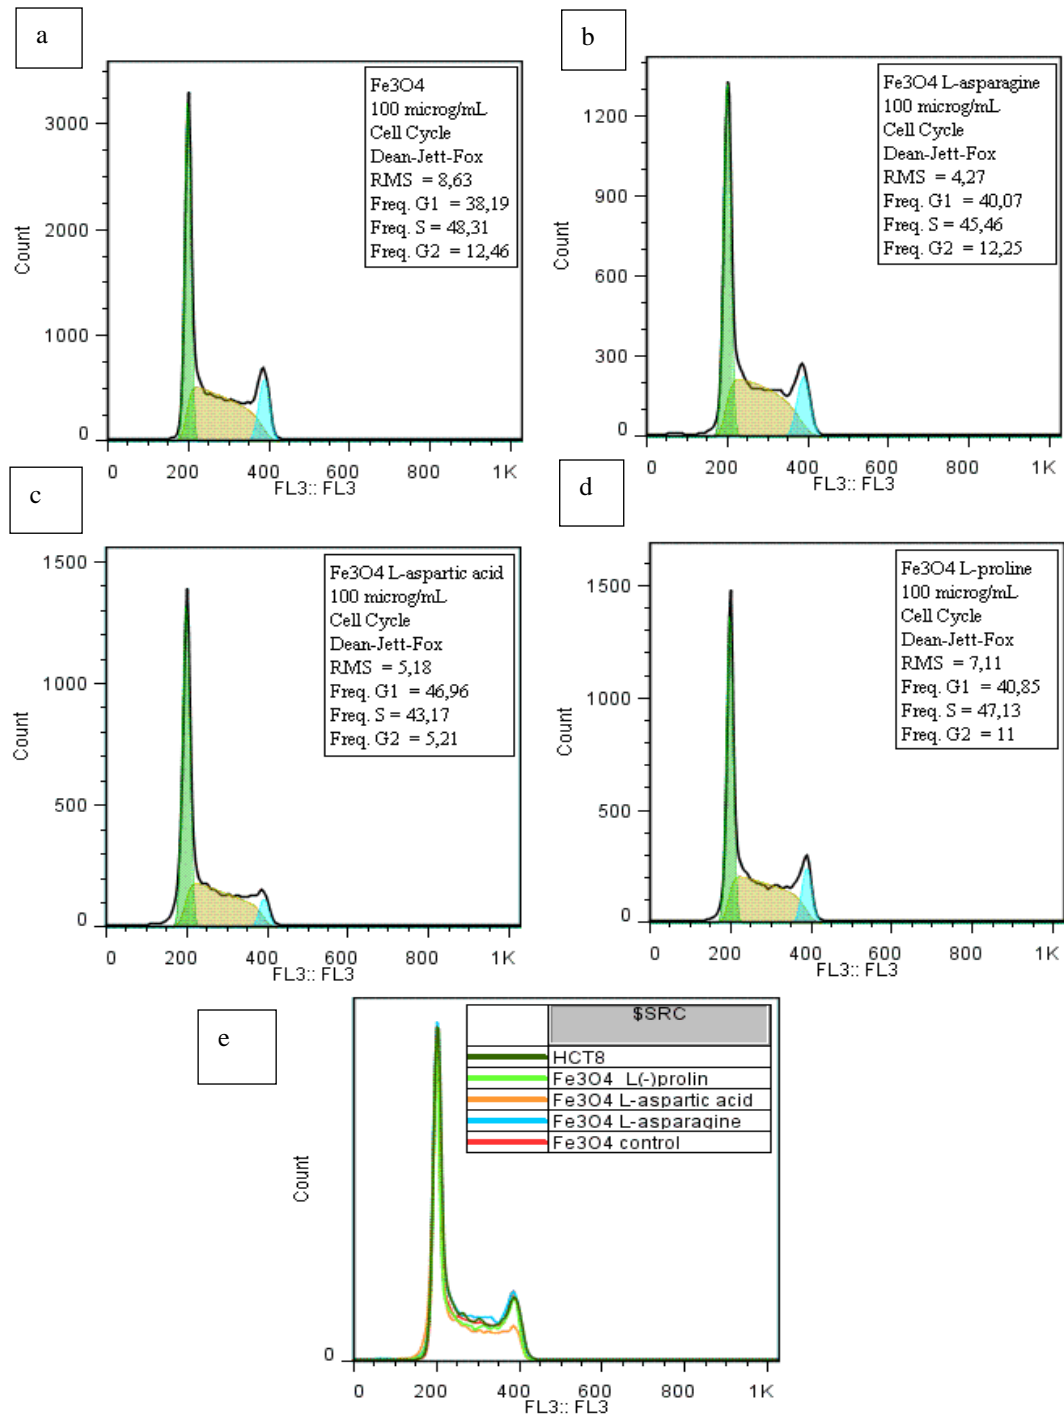 a
Fe3O4
100 microg/mL
Cell Cycle
Dean-Jett-Fox
RMS = 8,63
Freq. G1 = 38,19
Freq. S = 48,31
Freq. G2 = 12,46
Count
3000
2000
1000
0
0 200 400 600 800 1K
FL3:: FL3
b
Fe3O4 L-asparagine
100 microg/mL
Cell Cycle
Dean-Jett-Fox
RMS = 4,27
Freq. G1 = 40,07
Freq. S = 45,46
Freq. G2 = 12,25
Count
1200
900
600
300
0
0 200 400 600 800 1K
FL3:: FL3
c
Fe3O4 L-aspartic acid
100 microg/mL
Cell Cycle
Dean-Jett-Fox
RMS = 5,18
Freq. G1 = 46,96
Freq. S = 43,17
Freq. G2 = 5,21
Count
1500
1000
500
0
0 200 400 600 800 1K
FL3:: FL3
d
Fe3O4 L-proline
100 microg/mL
Cell Cycle
Dean-Jett-Fox
RMS = 7,11
Freq. G1 = 40,85
Freq. S = 47,13
Freq. G2 = 11
Count
1500
1000
500
0
0 200 400 600 800 1K
FL3:: FL3
e
$SRC
HCT8
Fe3O4 L(-)prolin
Fe3O4 L-aspartic acid
Fe3O4 L-asparagine
Fe3O4 control
Count
0
0 200 400 600 800 1K
FL3:: FL3